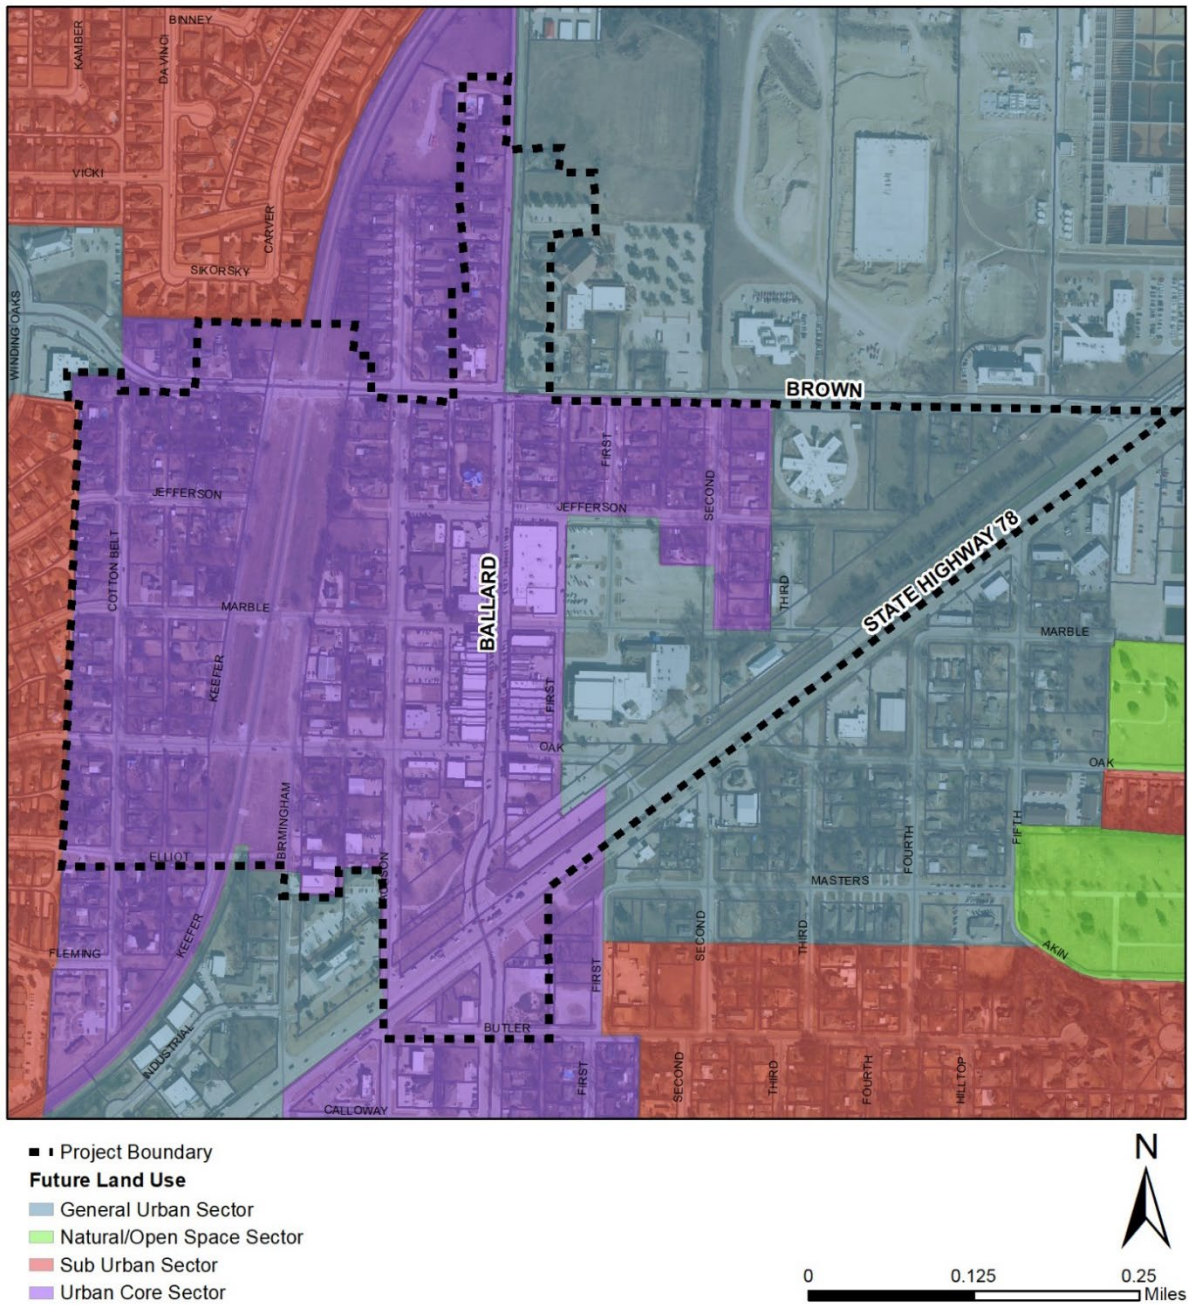 BINNEY
KAMBER
DA VINCI
VICKI
CARVER
SIKORSKY
WINDING OAKS
BROWN
JEFFERSON
FIRST
SECOND
JEFFERSON
COTTON BELT
BALLARD
STATE HIGHWAY 78
THIRD
MARBLE
MARBLE
KEEFER
FIRST
OAK
OAK
BIRMINGHAM
FIFTH
FOURTH
ELLIOT
MASTERS
KEEFER
SECOND
THIRD
AKIN
FLEMING
FIRST
INDUSTRIAL
BUTLER
FIRST
SECOND
THIRD
FOURTH
HILLTOP
CALLOWAY
Project Boundary
Future Land Use
General Urban Sector
Natural/Open Space Sector
Sub Urban Sector
Urban Core Sector
N
0 0.125 0.25
Miles